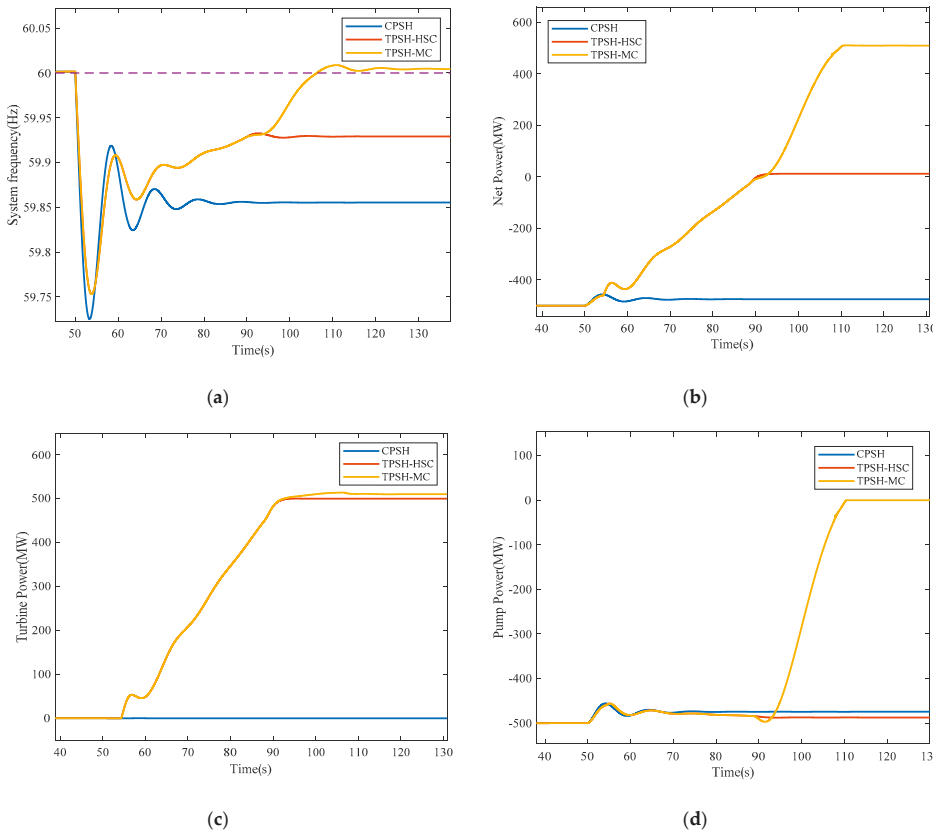 60.05
60
59.95
59.9
59.85
59.8
59.75
System frequency(Hz)
CPSH
TPSH-HSC
TPSH-MC
50 60 70 80 90 100 110 120 130
Time(s)
(a)
600
400
200
0
-200
-400
Net Power(MW)
CPSH
TPSH-HSC
TPSH-MC
40 50 60 70 80 90 100 110 120 130
Time(s)
(b)
600
500
400
300
200
100
0
Turbine Power(MW)
CPSH
TPSH-HSC
TPSH-MC
40 50 60 70 80 90 100 110 120 130
Time(s)
(c)
100
0
-100
-200
-300
-400
-500
Pump Power(MW)
CPSH
TPSH-HSC
TPSH-MC
40 50 60 70 80 90 100 110 120 130
Time(s)
(d)